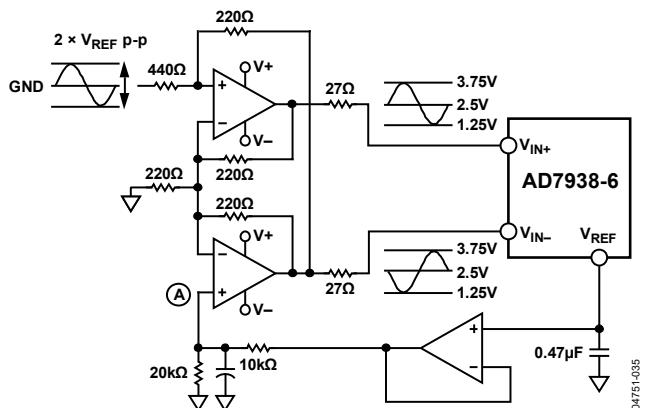 220Ω
2 × VREF p-p
GND
440Ω
V+
+
–
V–
27Ω
3.75V
2.5V
1.25V
VIN+
AD7938-6
220Ω
220Ω
220Ω
V+
–
+
V–
A
27Ω
3.75V
2.5V
1.25V
VIN–
VREF
+
–
0.47µF
20kΩ
10kΩ
04751-035